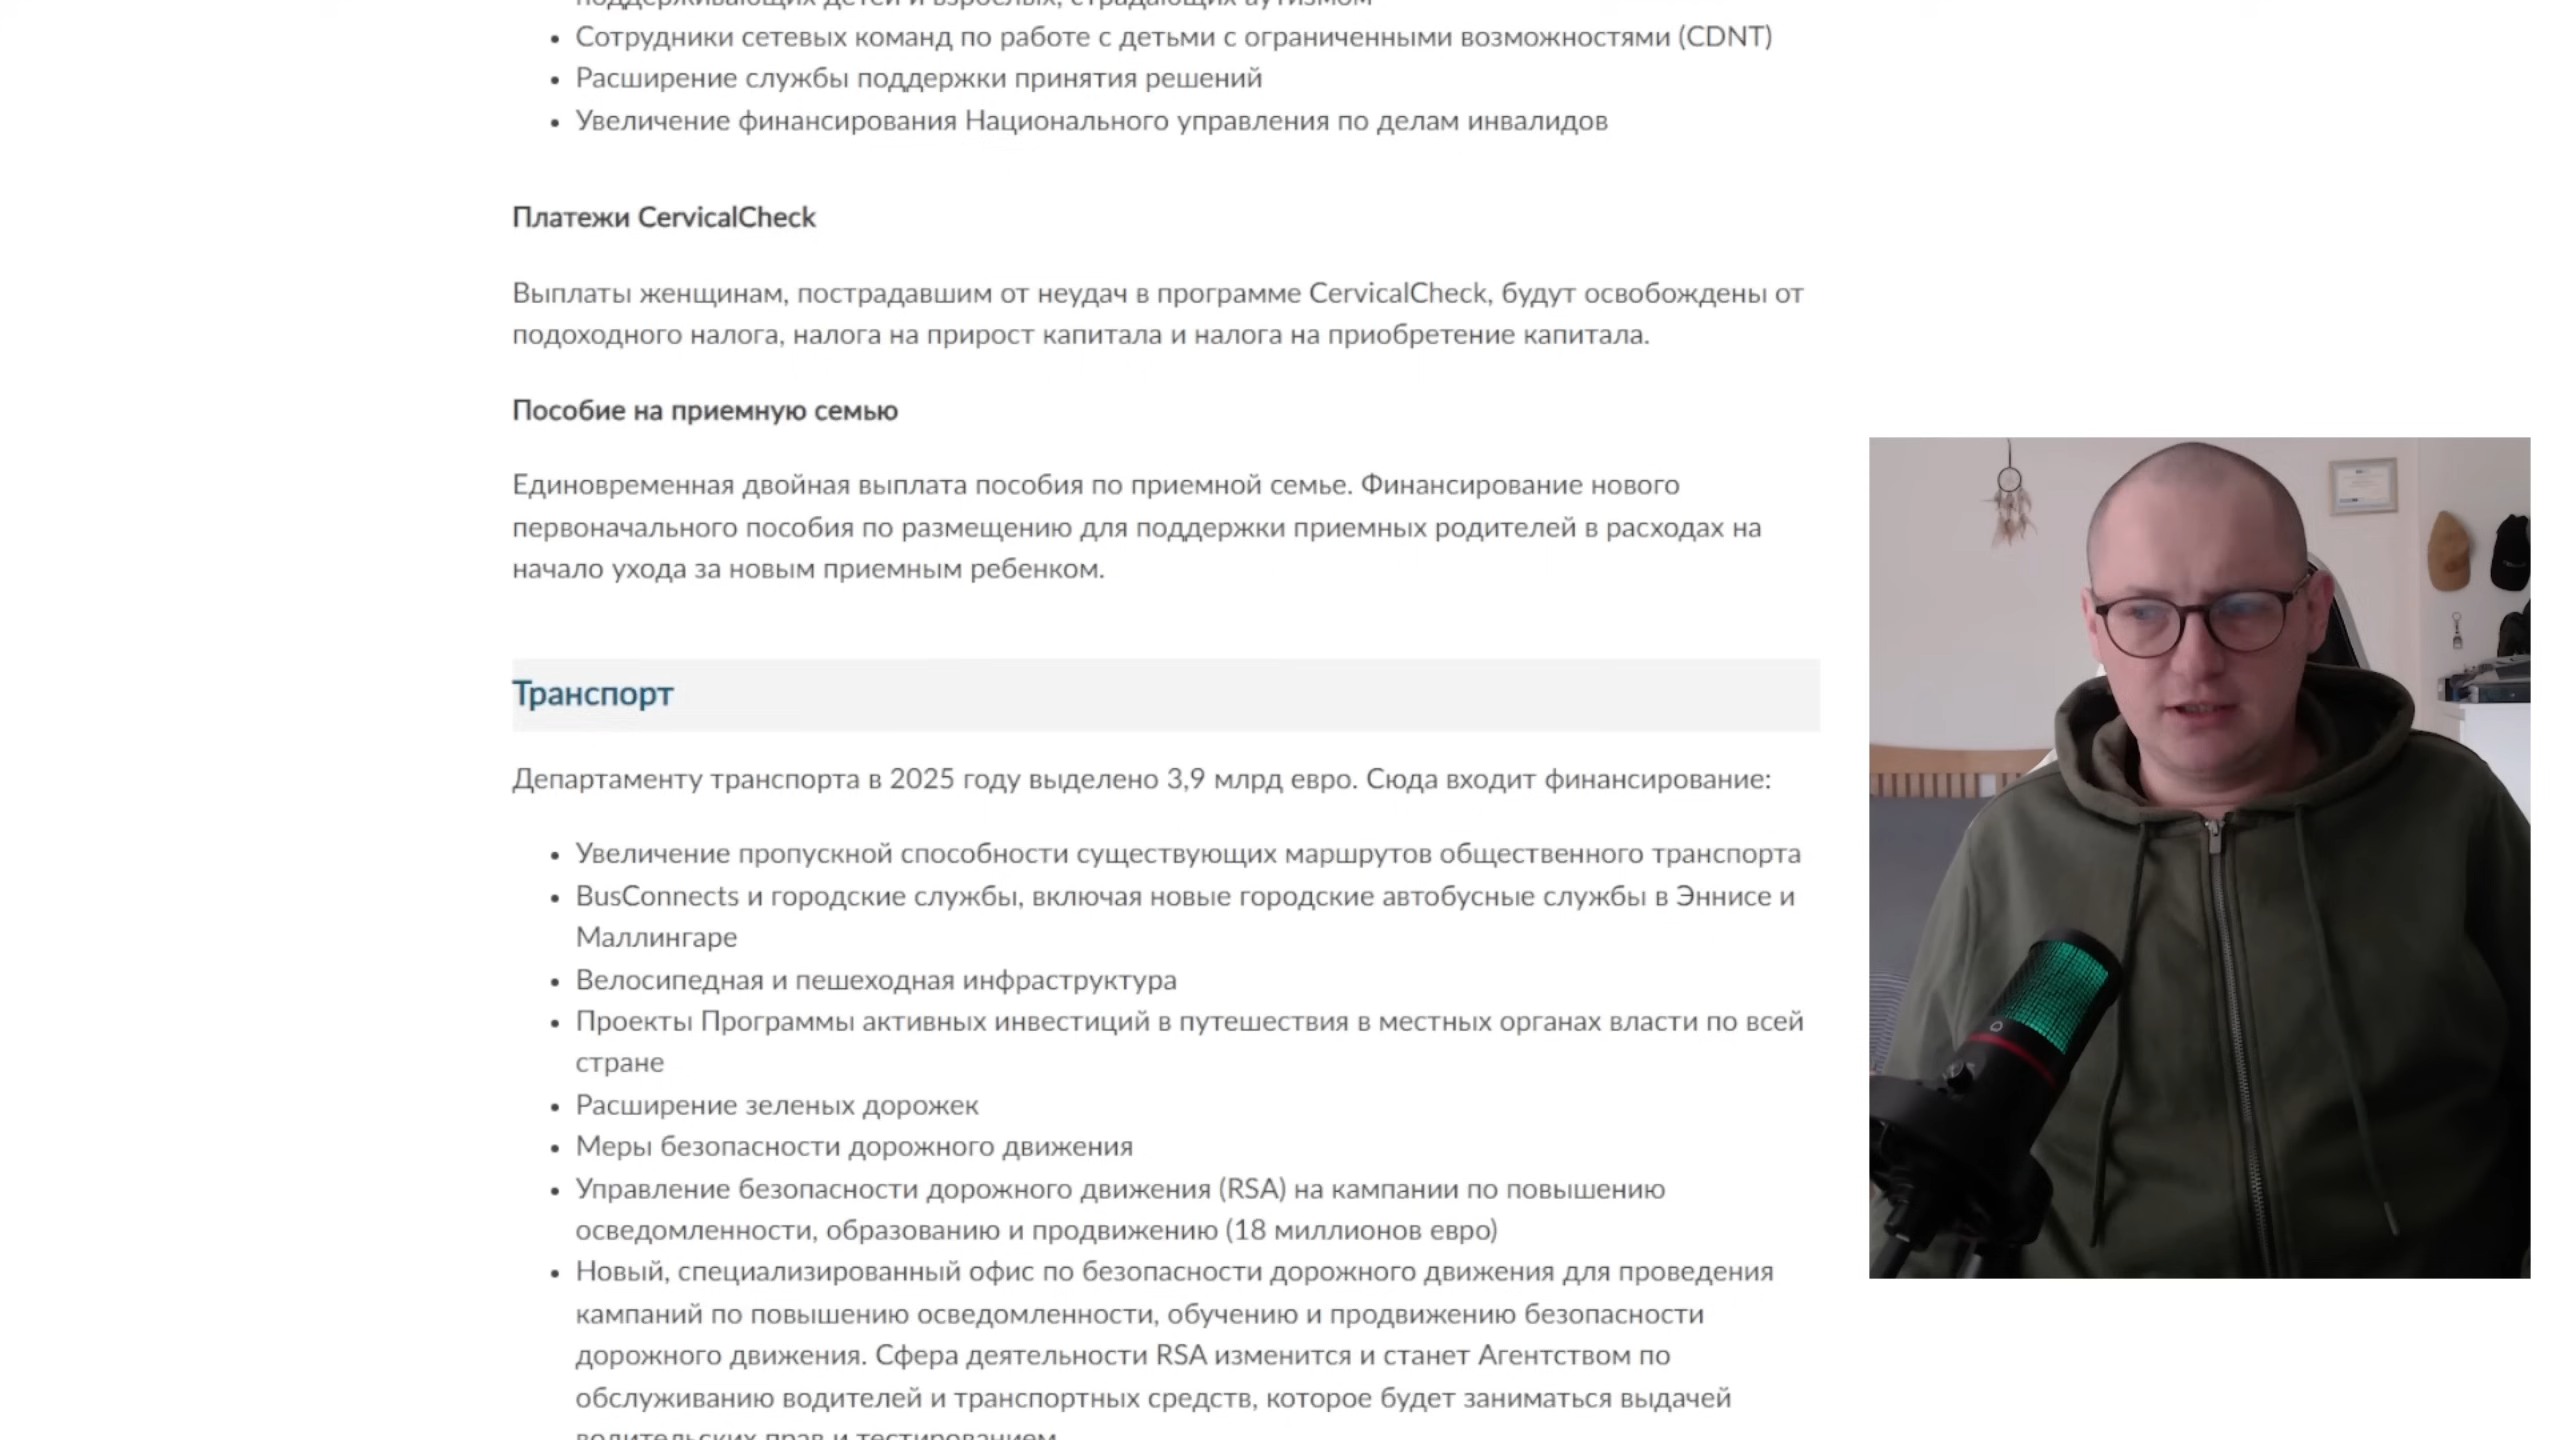 поддерживающих детей и взрослых, страдающих аутизмом
• Сотрудники сетевых команд по работе с детьми с ограниченными возможностями (CDNT)
• Расширение службы поддержки принятия решений
• Увеличение финансирования Национального управления по делам инвалидов
Платежи CervicalCheck
Выплаты женщинам, пострадавшим от неудач в программе CervicalCheck, будут освобождены от
подоходного налога, налога на прирост капитала и налога на приобретение капитала.
Пособие на приемную семью
Единовременная двойная выплата пособия по приемной семье. Финансирование нового
первоначального пособия по размещению для поддержки приемных родителей в расходах на
начало ухода за новым приемным ребенком.
Транспорт
Департаменту транспорта в 2025 году выделено 3,9 млрд евро. Сюда входит финансирование:
• Увеличение пропускной способности существующих маршрутов общественного транспорта
• BusConnects и городские службы, включая новые городские автобусные службы в Эннисе и
Маллингаре
• Велосипедная и пешеходная инфраструктура
• Проекты Программы активных инвестиций в путешествия в местных органах власти по всей
стране
• Расширение зеленых дорожек
• Меры безопасности дорожного движения
• Управление безопасности дорожного движения (RSA) на кампании по повышению
осведомленности, образованию и продвижению (18 миллионов евро)
• Новый, специализированный офис по безопасности дорожного движения для проведения
кампаний по повышению осведомленности, обучению и продвижению безопасности
дорожного движения. Сфера деятельности RSA изменится и станет Агентством по
обслуживанию водителей и транспортных средств, которое будет заниматься выдачей
водительских прав и тестированием